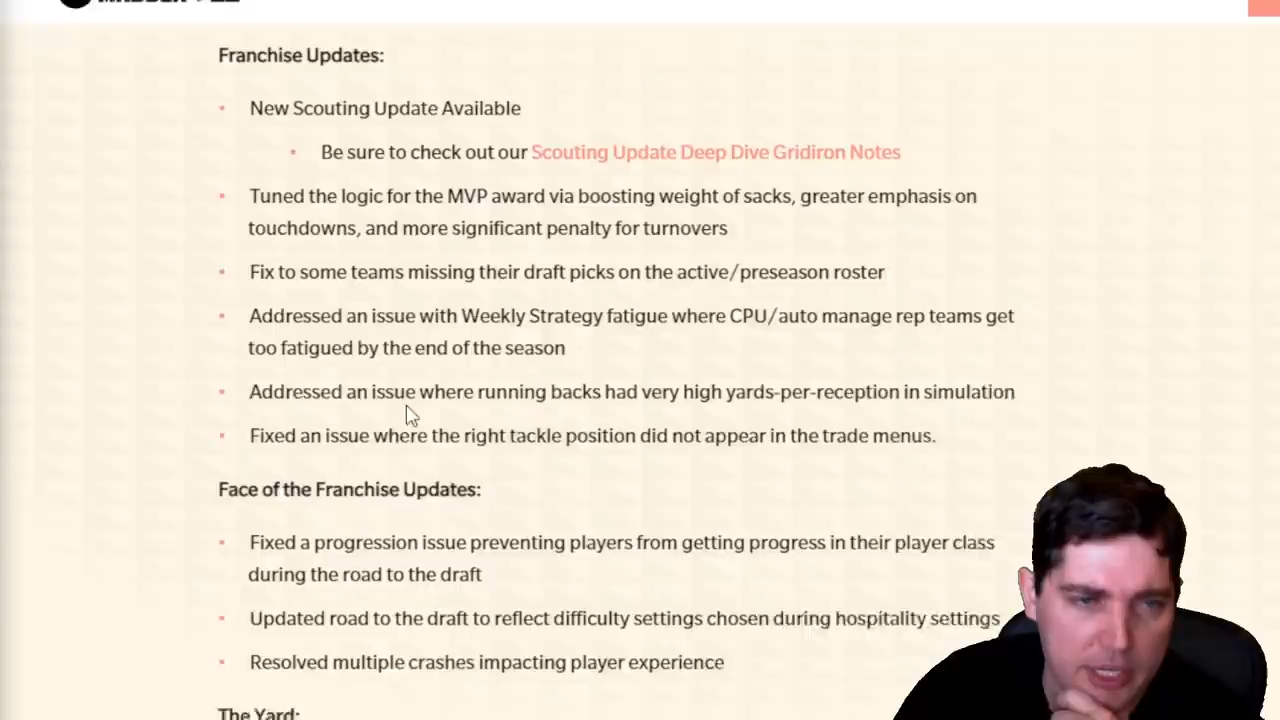 Franchise Updates:
New Scouting Update Available
Be sure to check out our Scouting Update Deep Dive Gridiron Notes
Tuned the logic for the MVP award via boosting weight of sacks, greater emphasis on
touchdowns, and more significant penalty for turnovers
Fix to some teams missing their draft picks on the active/preseason roster
Addressed an issue with Weekly Strategy fatigue where CPU/auto manage rep teams get
too fatigued by the end of the season
Addressed an issue where running backs had very high yards-per-reception in simulation
Fixed an issue where the right tackle position did not appear in the trade menus.
Face of the Franchise Updates:
Fixed a progression issue preventing players from getting progress in their player class
during the road to the draft
Updated road to the draft to reflect difficulty settings chosen during hospitality settings
Resolved multiple crashes impacting player experience
The Yard: